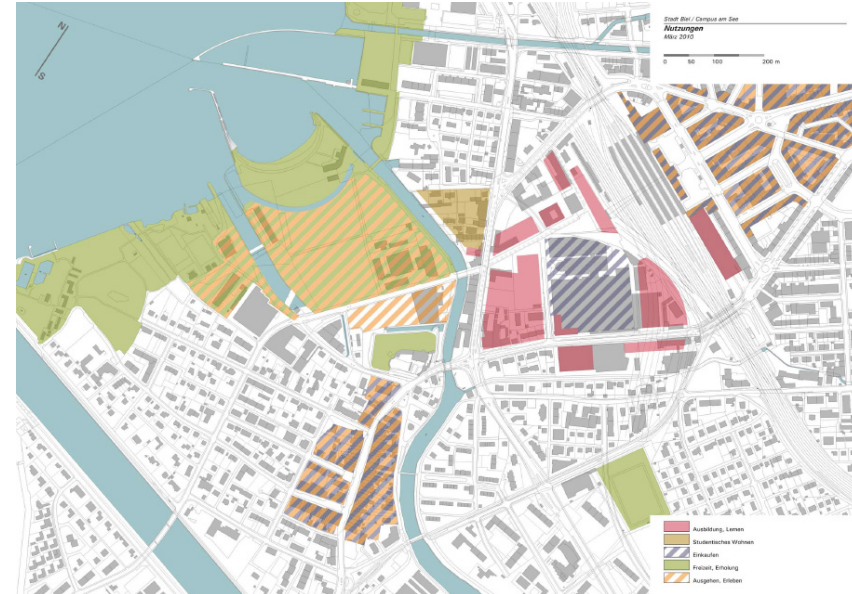 Stadt Biel / Campus am See
Nutzungen
März 2010
0 50 100 200 m
N
S
Ausbildung, Lernen
Studentisches Wohnen
Einkaufen
Freizeit, Erholung
Ausgehen, Erleben